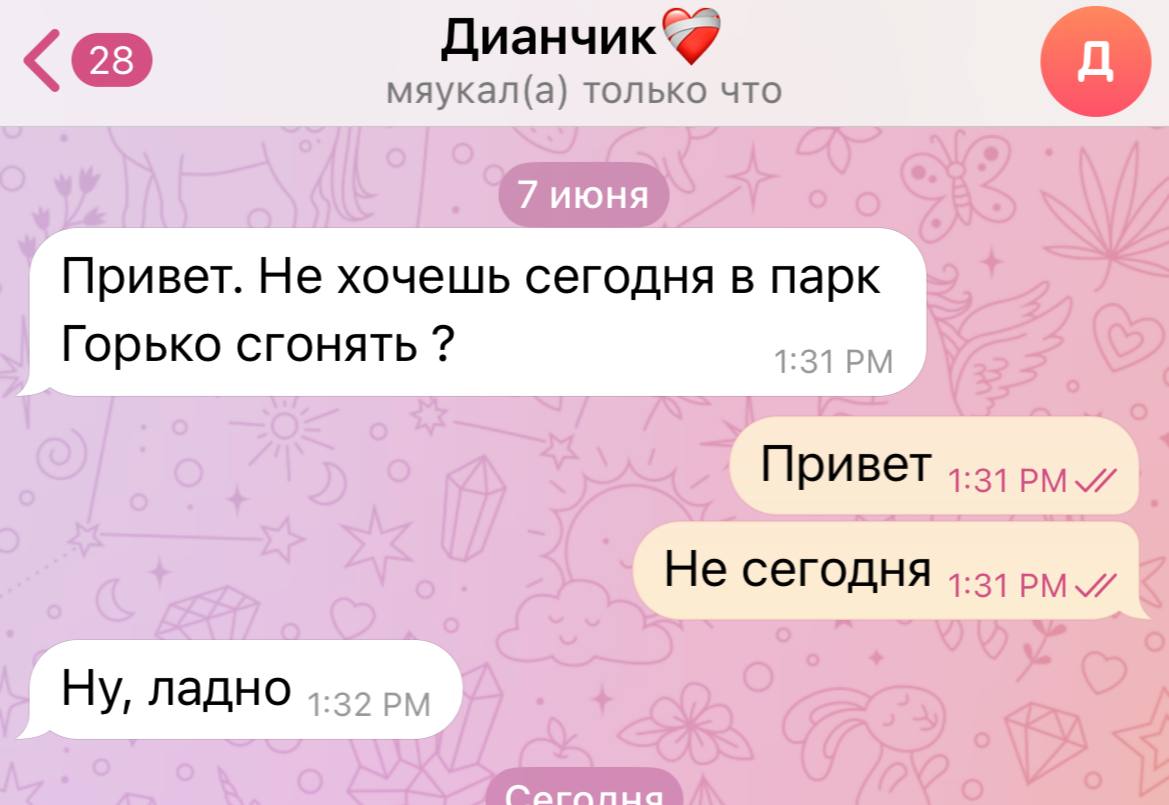 28
Дианчик❤️‍🩹
мяукал(а) только что
Д
7 июня
Привет. Не хочешь сегодня в парк
Горько сгонять ?
1:31 PM
Привет 1:31 PM
Не сегодня 1:31 PM
Ну, ладно 1:32 PM
Сегодня